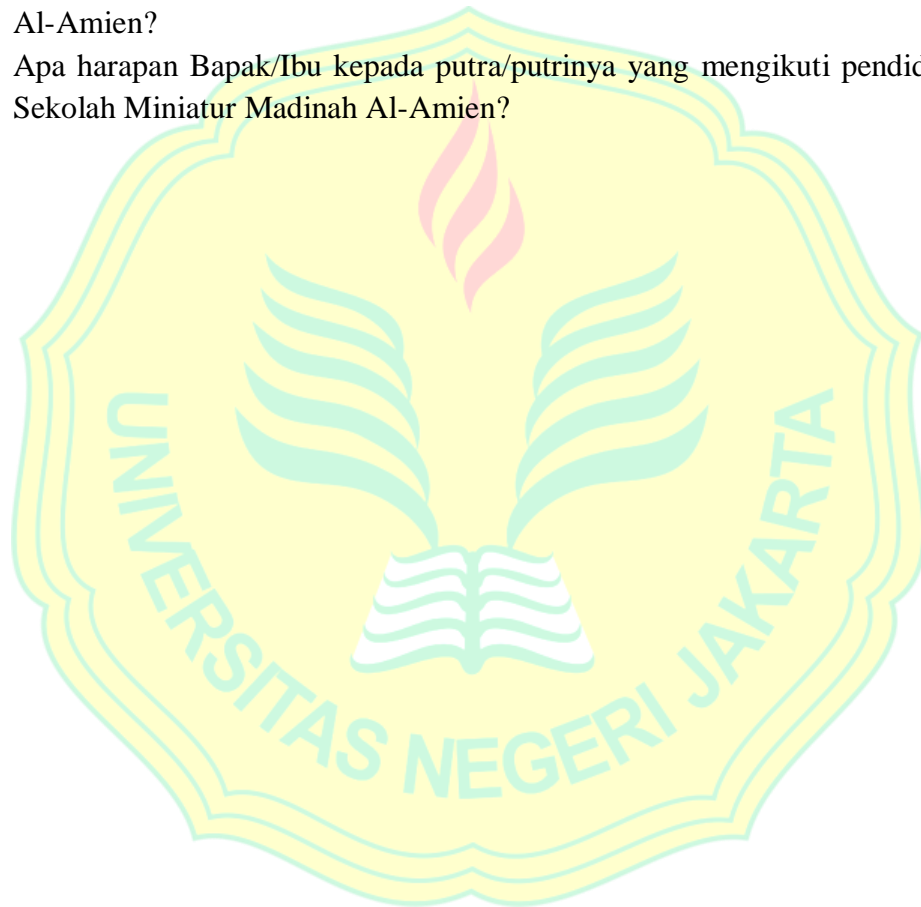 Al-Amien?
Apa harapan Bapak/Ibu kepada putra/putrinya yang mengikuti
Sekolah Miniatur Madinah Al-Amien?
UNIVERSITAS NEGERI JAKARTA